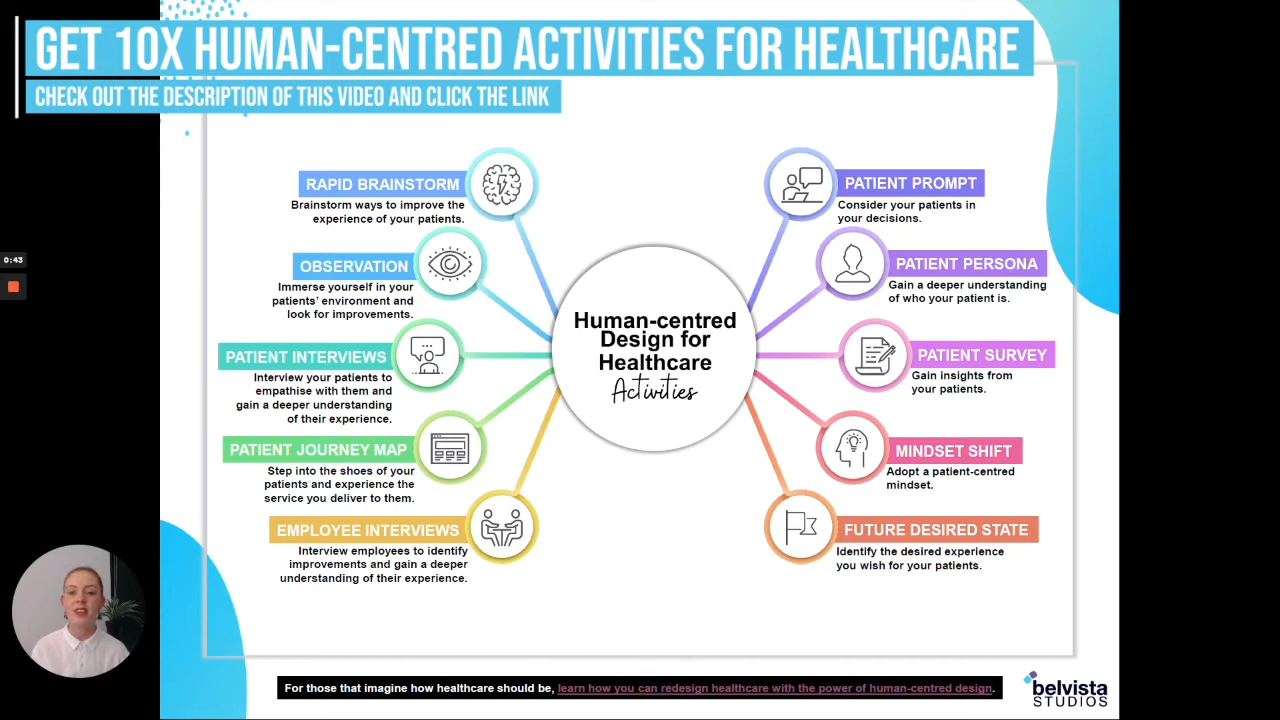 GET 10X HUMAN-CENTRED ACTIVITIES FOR HEALTHCARE
CHECK OUT THE DESCRIPTION OF THIS VIDEO AND CLICK THE LINK
0:43
RAPID BRAINSTORM
Brainstorm ways to improve the
experience of your patients.
OBSERVATION
Immerse yourself in your
patients' environment and
look for improvements.
PATIENT INTERVIEWS
Interview your patients to
empathise with them and
gain a deeper understanding
of their experience.
PATIENT JOURNEY MAP
Step into the shoes of your
patients and experience the
service you deliver to them.
EMPLOYEE INTERVIEWS
Interview employees to identify
improvements and gain a deeper
understanding of their experience.
Human-centred
Design for
Healthcare
Activities
PATIENT PROMPT
Consider your patients in
your decisions.
PATIENT PERSONA
Gain a deeper understanding
of who your patient is.
PATIENT SURVEY
Gain insights from
your patients.
MINDSET SHIFT
Adopt a patient-centred
mindset.
FUTURE DESIRED STATE
Identify the desired experience
you wish for your patients.
For those that imagine how healthcare should be, learn how you can redesign healthcare with the power of human-centred design.
belvista
STUDIOS